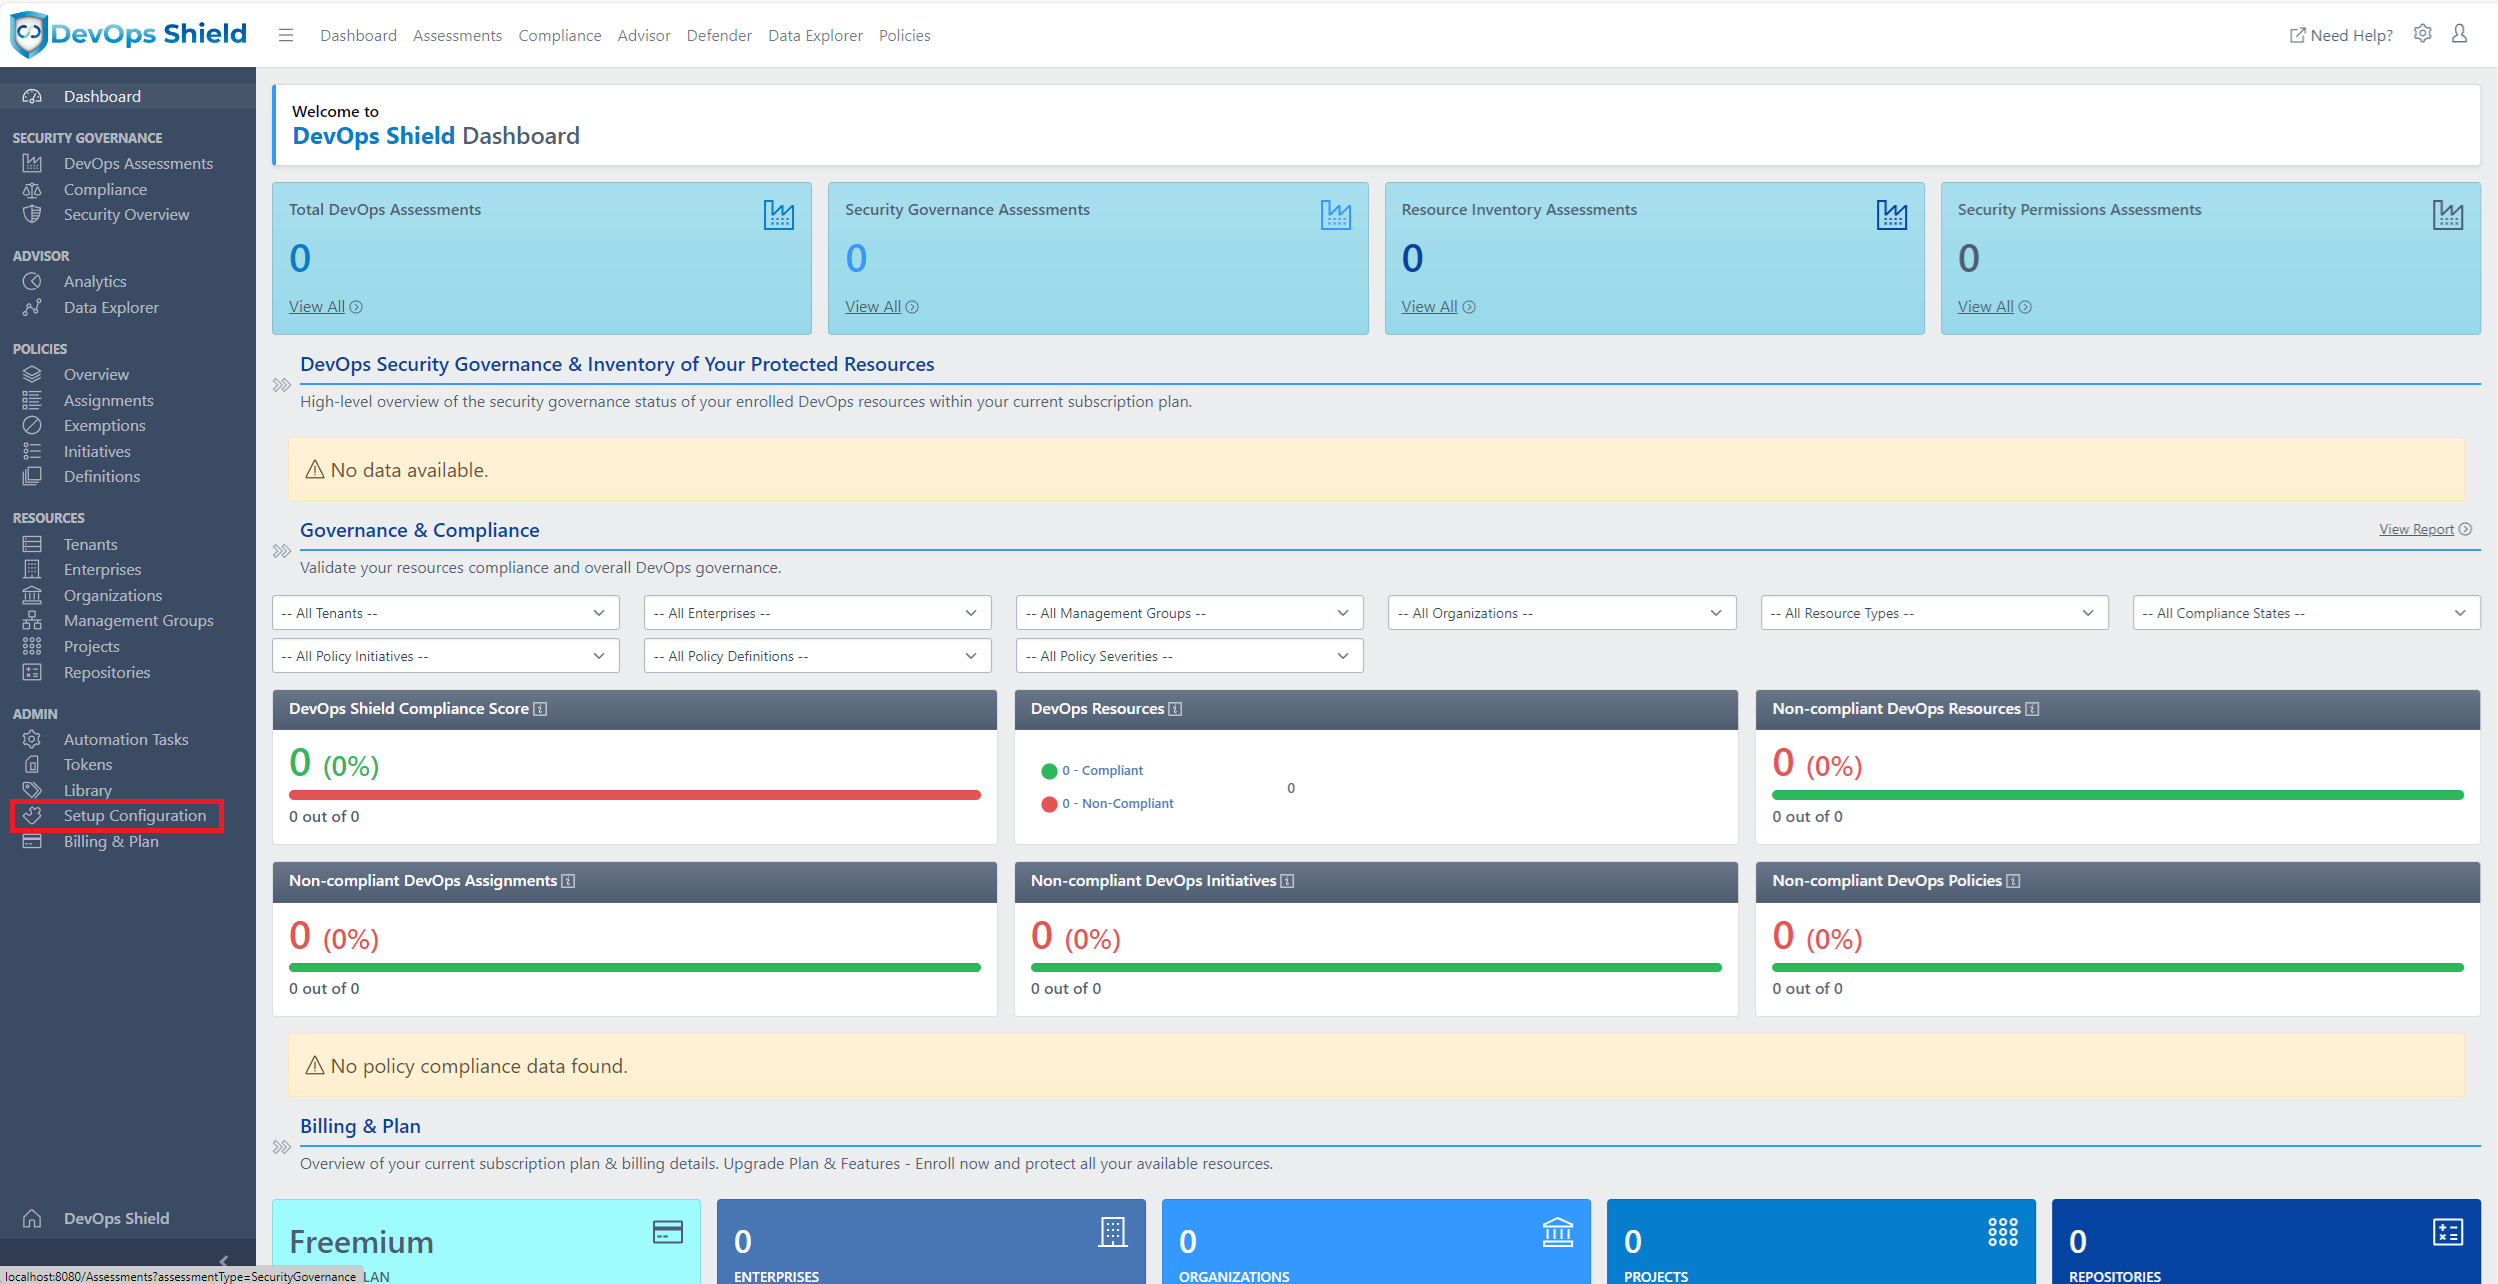 DevOps Shield
Dashboard Assessments Compliance Advisor Defender Data Explorer Policies
Need Help?
Dashboard
SECURITY GOVERNANCE
DevOps Assessments
Compliance
Security Overview
ADVISOR
Analytics
Data Explorer
POLICIES
Overview
Assignments
Exemptions
Initiatives
Definitions
RESOURCES
Tenants
Enterprises
Organizations
Management Groups
Projects
Repositories
ADMIN
Automation Tasks
Tokens
Library
Setup Configuration
Billing & Plan
DevOps Shield
localhost:8080/Assessments?assessmentType=SecurityGovernance
Welcome to
DevOps Shield Dashboard
Total DevOps Assessments
0
View All
Security Governance Assessments
0
View All
Resource Inventory Assessments
0
View All
Security Permissions Assessments
0
View All
DevOps Security Governance & Inventory of Your Protected Resources
High-level overview of the security governance status of your enrolled DevOps resources within your current subscription plan.
No data available.
Governance & Compliance
View Report
Validate your resources compliance and overall DevOps governance.
-- All Tenants --
-- All Enterprises --
-- All Management Groups --
-- All Organizations --
-- All Resource Types --
-- All Compliance States --
-- All Policy Initiatives --
-- All Policy Definitions --
-- All Policy Severities --
DevOps Shield Compliance Score
0 (0%)
0 out of 0
DevOps Resources
0 - Compliant
0 - Non-Compliant
0
Non-compliant DevOps Resources
0 (0%)
0 out of 0
Non-compliant DevOps Assignments
0 (0%)
0 out of 0
Non-compliant DevOps Initiatives
0 (0%)
0 out of 0
Non-compliant DevOps Policies
0 (0%)
0 out of 0
No policy compliance data found.
Billing & Plan
Overview of your current subscription plan & billing details. Upgrade Plan & Features - Enroll now and protect all your available resources.
Freemium
LAN
0
ENTERPRISES
0
ORGANIZATIONS
0
PROJECTS
0
REPOSITORIES